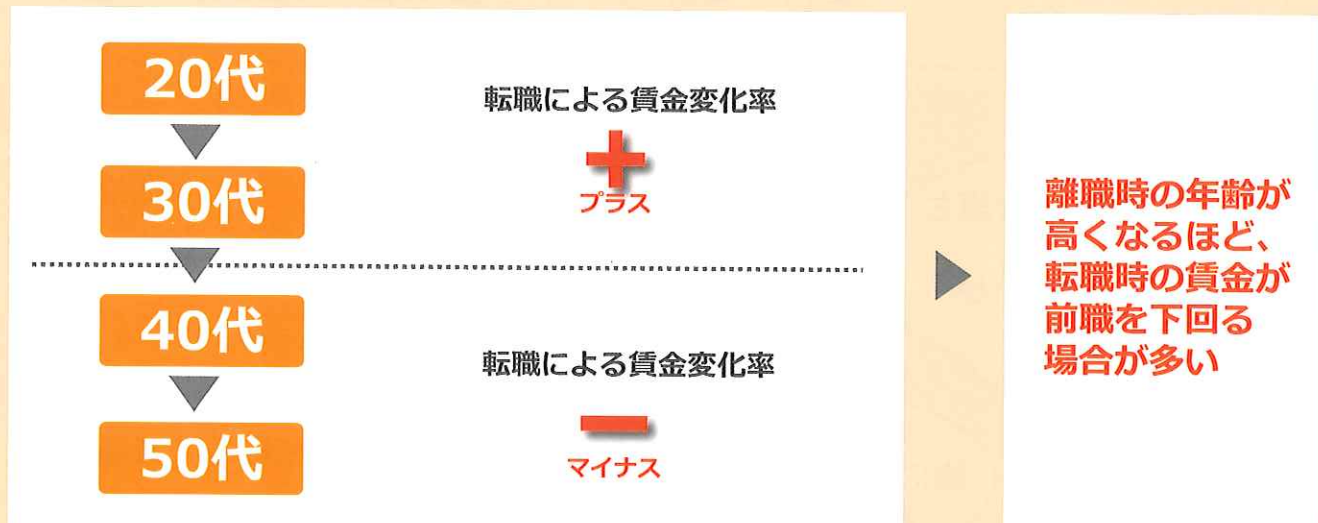 20代
転職による賃金変化率
+
プラス
30代
40代
転職による賃金変化率
ー
マイナス
50代
離職時の年齢が
高くなるほど、
転職時の賃金が
前職を下回る
場合が多い